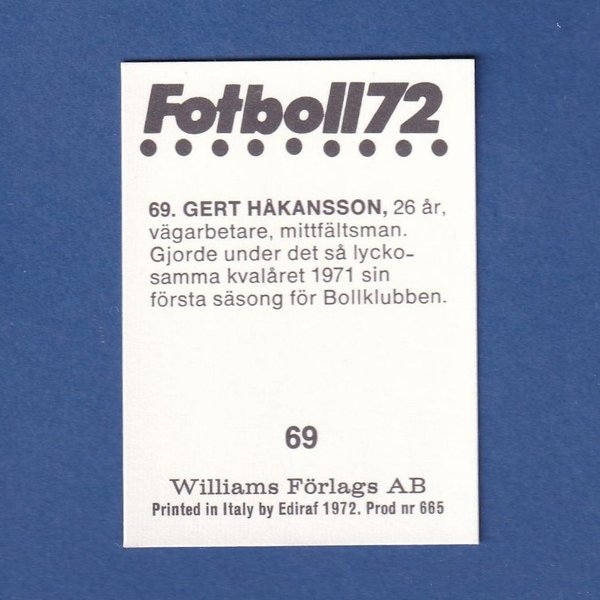 Fotboll72
69. GERT HÅKANSSON, 26 år,
vägarbetare, mittfältsman.
Gjorde under det så lycko-
samma kvalåret 1971 sin
första säsong för Bollklubben.
69
Williams Förlags AB
Printed in Italy by Ediraf 1972. Prod nr 665